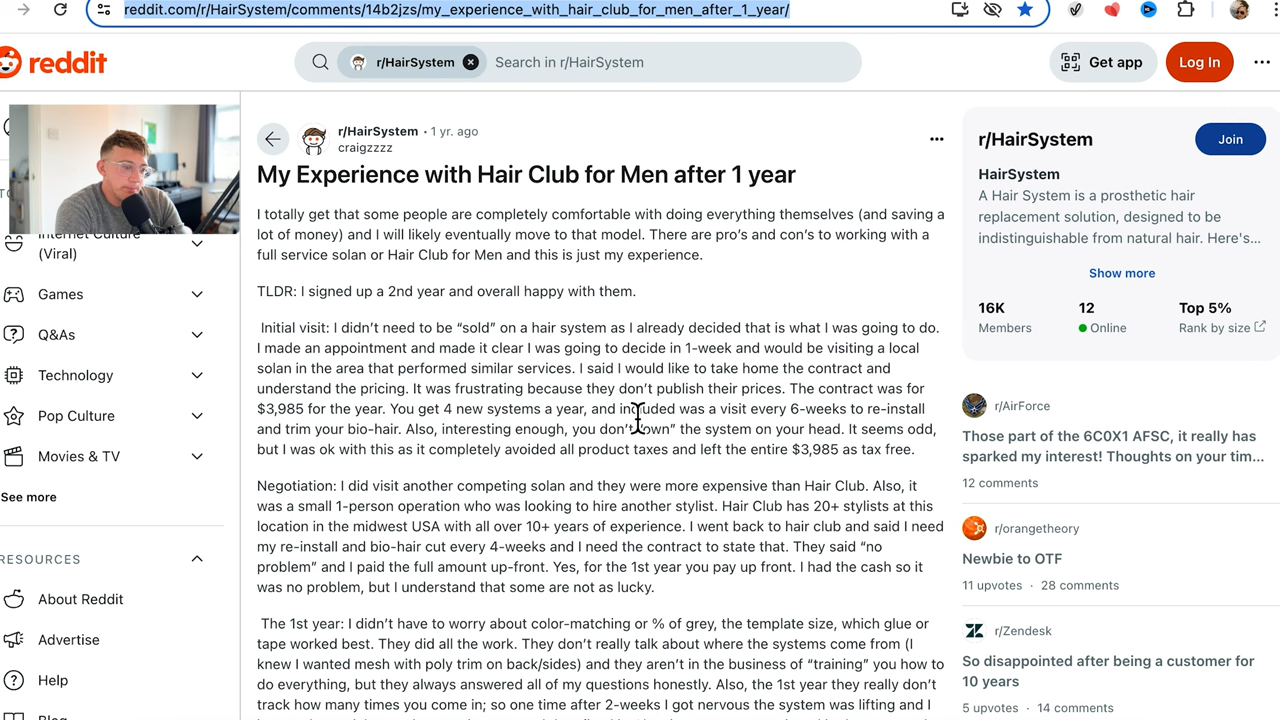 reddit.com/r/HairSystem/comments/14b2jzs/my_experience_with_hair_club_for_men_after_1_year/
reddit
r/HairSystem
Search in r/HairSystem
Get app
Log In
Internet Culture
(Viral)
Games
Q&As
Technology
Pop Culture
Movies & TV
See more
RESOURCES
About Reddit
Advertise
Help
r/HairSystem • 1 yr. ago
craigzzzz
My Experience with Hair Club for Men after 1 year
I totally get that some people are completely comfortable with doing everything themselves (and saving a
lot of money) and I will likely eventually move to that model. There are pro's and con's to working with a
full service solan or Hair Club for Men and this is just my experience.
TLDR: I signed up a 2nd year and overall happy with them.
Initial visit: I didn't need to be “sold” on a hair system as I already decided that is what I was going to do.
I made an appointment and made it clear I was going to decide in 1-week and would be visiting a local
solan in the area that performed similar services. I said I would like to take home the contract and
understand the pricing. It was frustrating because they don't publish their prices. The contract was for
$3,985 for the year. You get 4 new systems a year, and included was a visit every 6-weeks to re-install
and trim your bio-hair. Also, interesting enough, you don't “own” the system on your head. It seems odd,
but I was ok with this as it completely avoided all product taxes and left the entire $3,985 as tax free.
Negotiation: I did visit another competing solan and they were more expensive than Hair Club. Also, it
was a small 1-person operation who was looking to hire another stylist. Hair Club has 20+ stylists at this
location in the midwest USA with all over 10+ years of experience. I went back to hair club and said I need
my re-install and bio-hair cut every 4-weeks and I need the contract to state that. They said “no
problem” and I paid the full amount up-front. Yes, for the 1st year you pay up front. I had the cash so it
was no problem, but I understand that some are not as lucky.
The 1st year: I didn't have to worry about color-matching or % of grey, the template size, which glue or
tape worked best. They did all the work. They don't really talk about where the systems come from (I
knew I wanted mesh with poly trim on back/sides) and they aren't in the business of “training” you how to
do everything, but they always answered all of my questions honestly. Also, the 1st year they really don't
track how many times you come in; so one time after 2-weeks I got nervous the system was lifting and I
r/HairSystem
Join
HairSystem
A Hair System is a prosthetic hair
replacement solution, designed to be
indistinguishable from natural hair. Here's...
Show more
16K
Members
12
Online
Top 5%
Rank by size
r/AirForce
Those part of the 6C0X1 AFSC, it really has
sparked my interest! Thoughts on your tim...
12 comments
r/orangetheory
Newbie to OTF
11 upvotes · 28 comments
r/Zendesk
So disappointed after being a customer for
10 years
5 upvotes · 14 comments